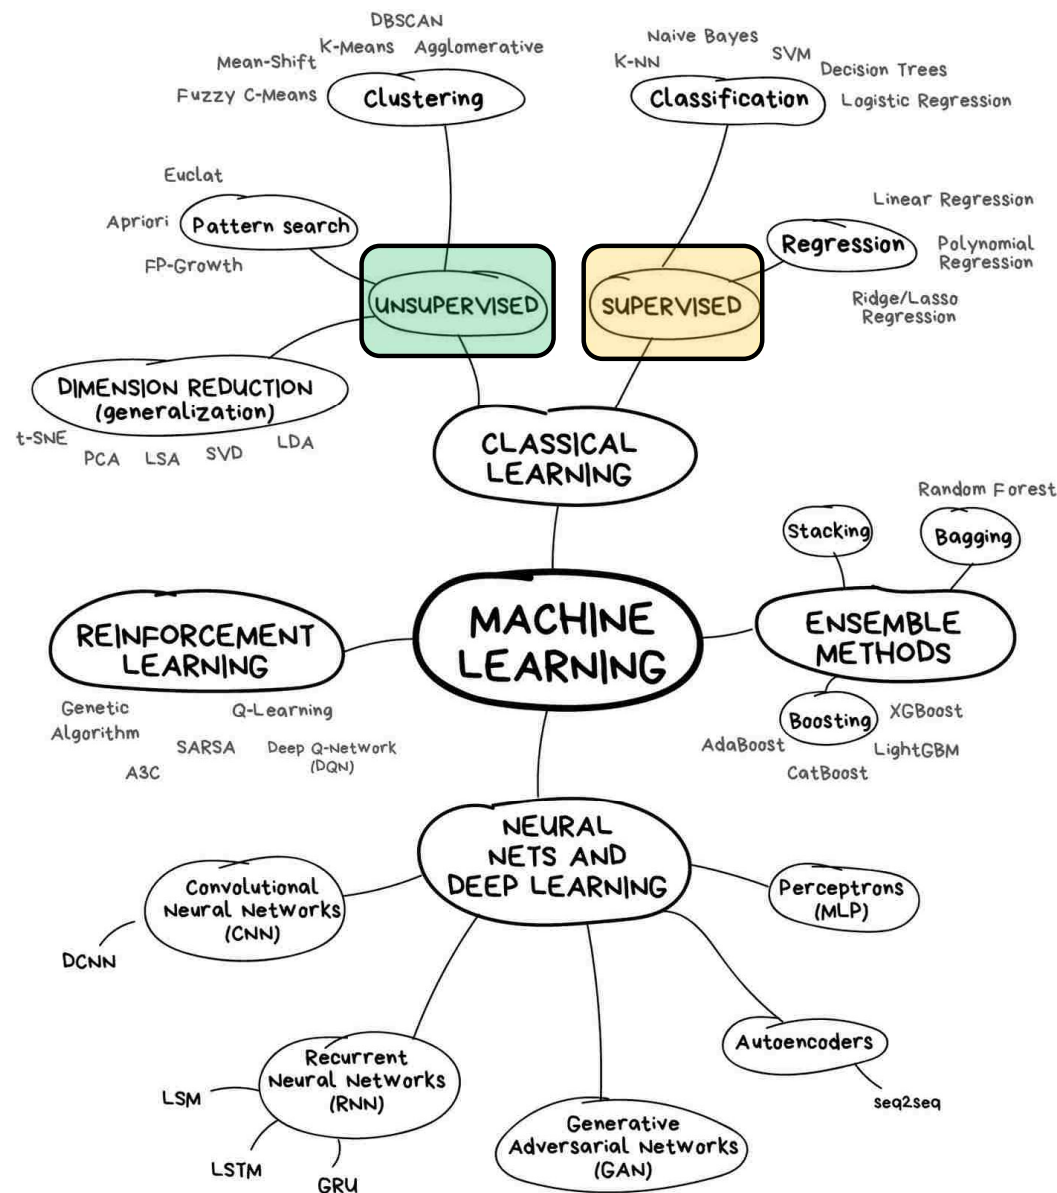 DBSCAN
K-Means
Agglomerative
Mean-Shift
Fuzzy C-Means
Clustering
Naive Bayes
K-NN
SVM
Decision Trees
Classification
Logistic Regression
Euclat
Apriori
Pattern search
FP-Growth
Linear Regression
Regression
Polynomial
Regression
Ridge/Lasso
Regression
UNSUPERVISED
SUPERVISED
DIMENSION REDUCTION
(generalization)
t-SNE
PCA
LSA
SVD
LDA
CLASSICAL
LEARNING
Random Forest
Stacking
Bagging
MACHINE
LEARNING
REINFORCEMENT
LEARNING
ENSEMBLE
METHODS
Genetic
Algorithm
Q-Learning
SARSA
Deep Q-Network
(DQN)
A3C
Boosting
XGBoost
AdaBoost
LightGBM
CatBoost
NEURAL
NETS AND
DEEP LEARNING
Convolutional
Neural Networks
(CNN)
DCNN
Perceptrons
(MLP)
Autoencoders
seq2seq
Recurrent
Neural Networks
(RNN)
LSM
LSTM
GRU
Generative
Adversarial Networks
(GAN)